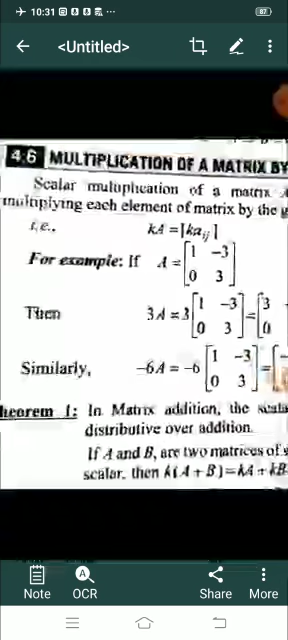 10:31
87
<Untitled>
4.6 MULTIPLICATION OF A MATRIX BY
Scalar multiplication of a matrix A
multiplying each element of matrix by the
i.e., kA = [ka_ij]
For example: If A = [1 -3
0 3]
Then 3A = 3 [1 -3
0 3] = [3
0
Similarly, -6A = -6 [1 -3
0 3] = [-
heorem 1: In Matrix addition, the scala
distributive over addition.
If A and B, are two matrices of s
scalar, then k(A + B) = kA + kB
Note OCR Share More